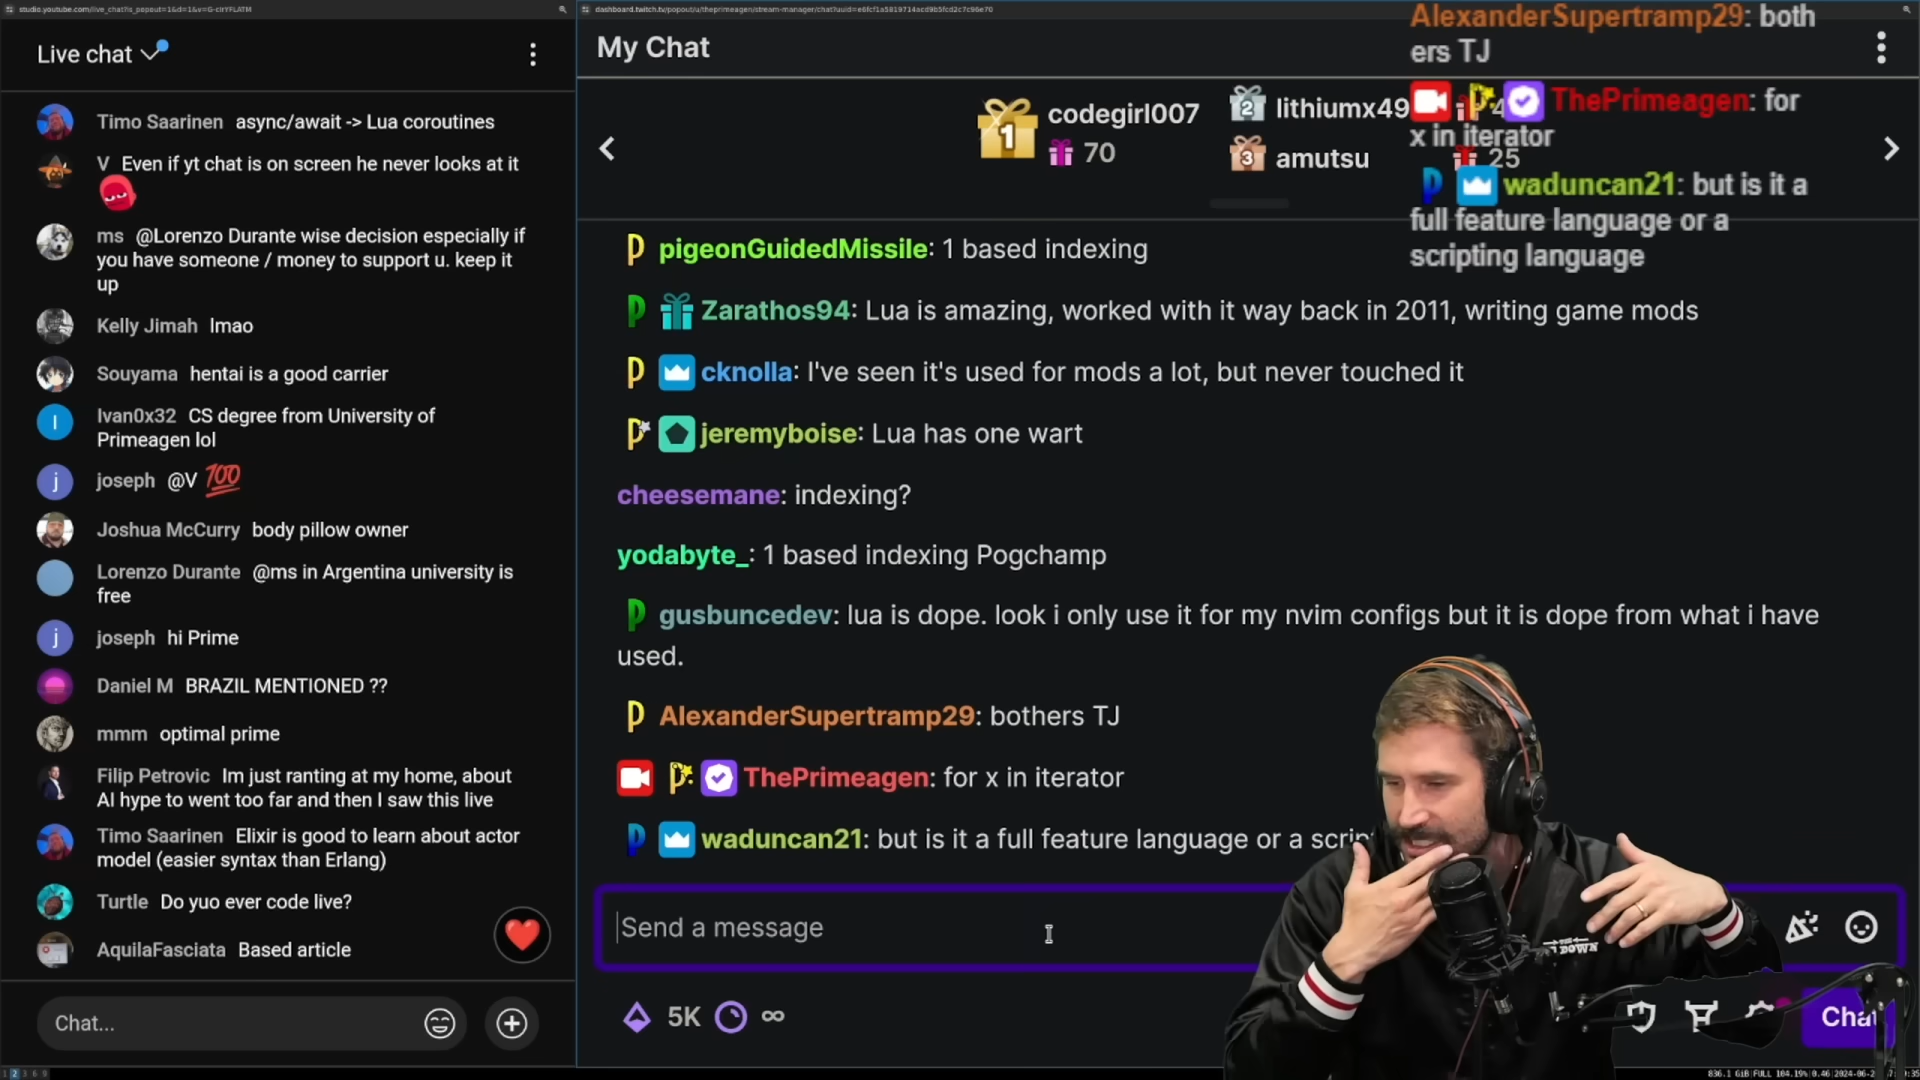 studio.youtube.com/live_chat?is_popout=1&d=1&v=G-cirYFLATM
Live chat
Timo Saarinen async/await -> Lua coroutines
V Even if yt chat is on screen he never looks at it
ms @Lorenzo Durante wise decision especially if
you have someone / money to support u. keep it
up
Kelly Jimah lmao
Souyama hentai is a good carrier
I
Ivan0x32 CS degree from University of
Primeagen lol
j
joseph @V 100
Joshua McCurry body pillow owner
Lorenzo Durante @ms in Argentina university is
free
j
joseph hi Prime
Daniel M BRAZIL MENTIONED ??
mmm optimal prime
Filip Petrovic Im just ranting at my home, about
AI hype to went too far and then I saw this live
Timo Saarinen Elixir is good to learn about actor
model (easier syntax than Erlang)
Turtle Do yuo ever code live?
AquilaFasciata Based article
Chat...
My Chat
1
codegirl007
70
2
lithiumx49
3
amutsu
25
AlexanderSupertramp29: both
ers TJ
ThePrimeagen: for
x in iterator
waduncan21: but is it a
full feature language or a
scripting language
pigeonGuidedMissile: 1 based indexing
Zarathos94: Lua is amazing, worked with it way back in 2011, writing game mods
cknolla: I've seen it's used for mods a lot, but never touched it
jeremyboise: Lua has one wart
cheesemane: indexing?
yodabyte_: 1 based indexing Pogchamp
gusbuncedev: lua is dope. look i only use it for my nvim configs but it is dope from what i have
used.
AlexanderSupertramp29: bothers TJ
ThePrimeagen: for x in iterator
waduncan21: but is it a full feature language or a scrip
Send a message
5K ∞
Cha